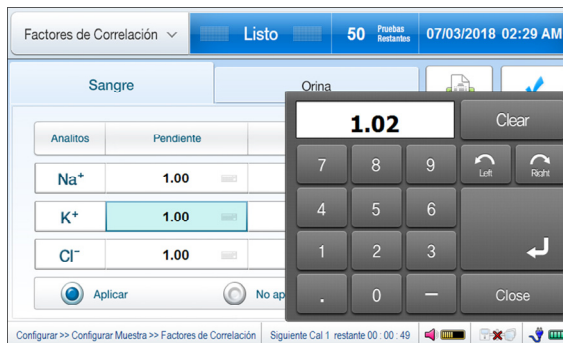 Factores de Correlación Listo 50 Pruebas Restantes 07/03/2018 02:29 AM
Sangre Orina
1.02 Clear
Analitos Pendiente
7 8 9 Left Right
Na⁺ 1.00
4 5 6
K⁺ 1.00
1 2 3
Cl⁻ 1.00
Aplicar No ap
. 0 – Close
Configurar >> Configurar Muestra >> Factores de Correlación Siguiente Cal 1 restante 00 : 00 : 49